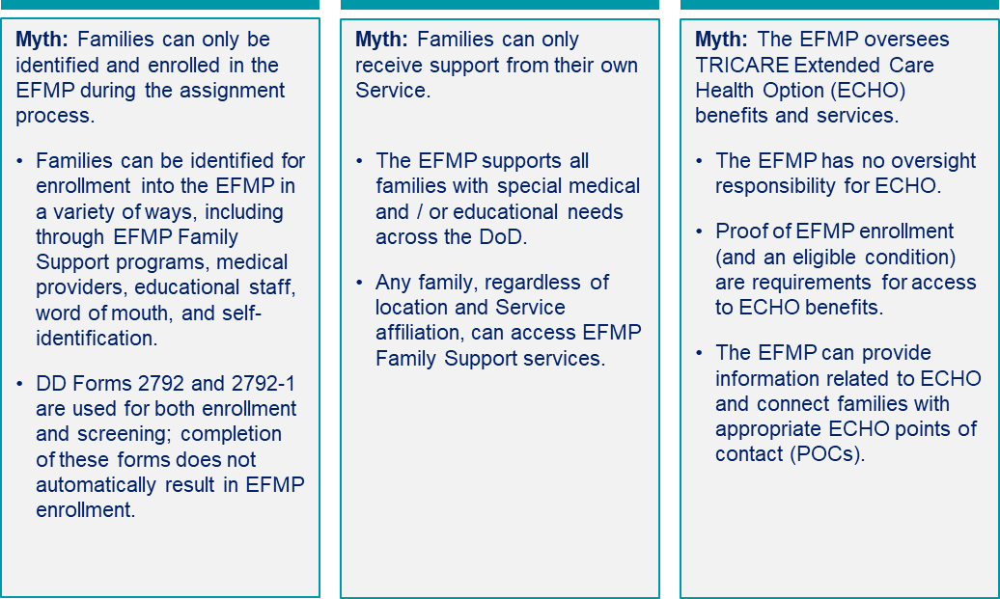 Myth: Families can only be
identified and enrolled in the
EFMP during the assignment
process.
• Families can be identified for
enrollment into the EFMP in
a variety of ways, including
through EFMP Family
Support programs, medical
providers, educational staff,
word of mouth, and self-
identification.
• DD Forms 2792 and 2792-1
are used for both enrollment
and screening; completion
of these forms does not
automatically result in EFMP
enrollment.
Myth: Families can only
receive support from their own
Service.
• The EFMP supports all
families with special medical
and / or educational needs
across the DoD.
• Any family, regardless of
location and Service
affiliation, can access EFMP
Family Support services.
Myth: The EFMP oversees
TRICARE Extended Care
Health Option (ECHO)
benefits and services.
• The EFMP has no oversight
responsibility for ECHO.
• Proof of EFMP enrollment
(and an eligible condition)
are requirements for access
to ECHO benefits.
• The EFMP can provide
information related to ECHO
and connect families with
appropriate ECHO points of
contact (POCs).